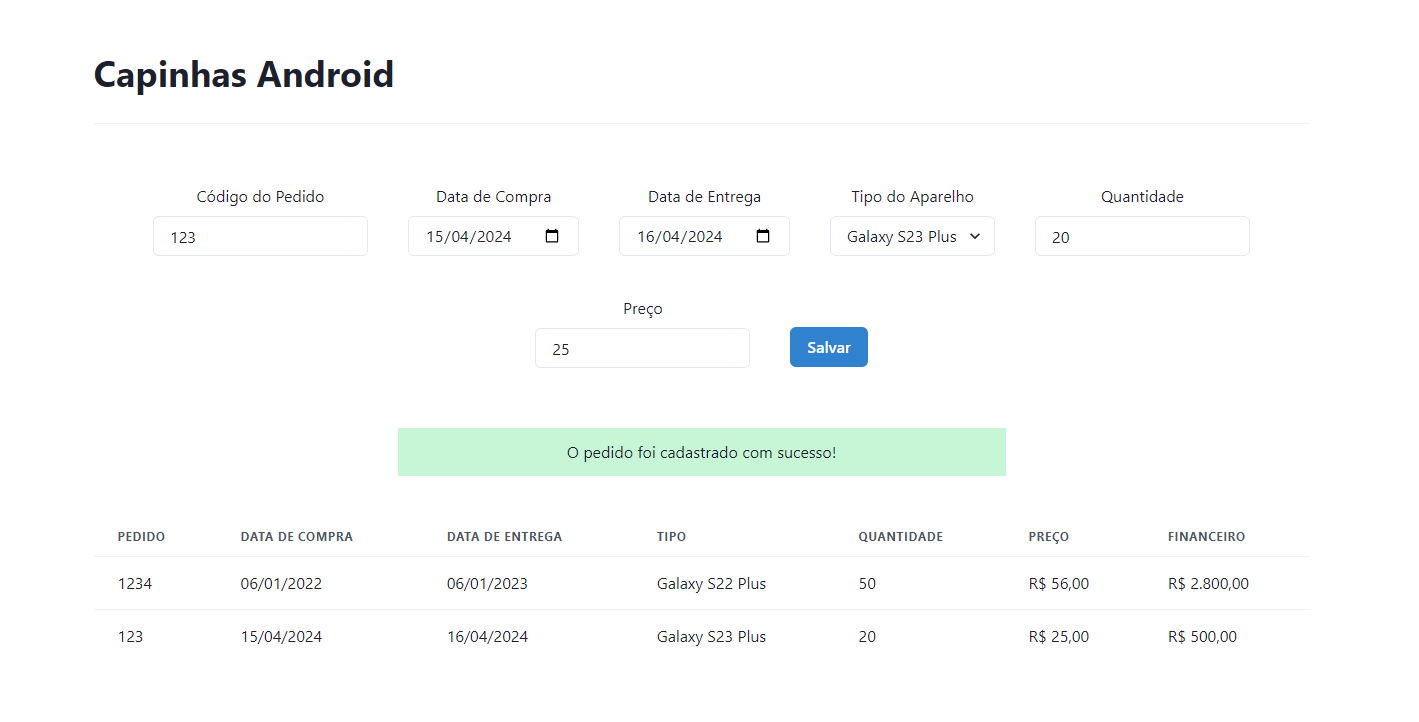 Capinhas Android
Código do Pedido Data de Compra Data de Entrega Tipo do Aparelho Quantidade
123 15/04/2024 16/04/2024 Galaxy S23 Plus 20
Preço
25 Salvar
O pedido foi cadastrado com sucesso!
PEDIDO DATA DE COMPRA DATA DE ENTREGA TIPO QUANTIDADE PREÇO FINANCEIRO
1234 06/01/2022 06/01/2023 Galaxy S22 Plus 50 R$ 56,00 R$ 2.800,00
123 15/04/2024 16/04/2024 Galaxy S23 Plus 20 R$ 25,00 R$ 500,00